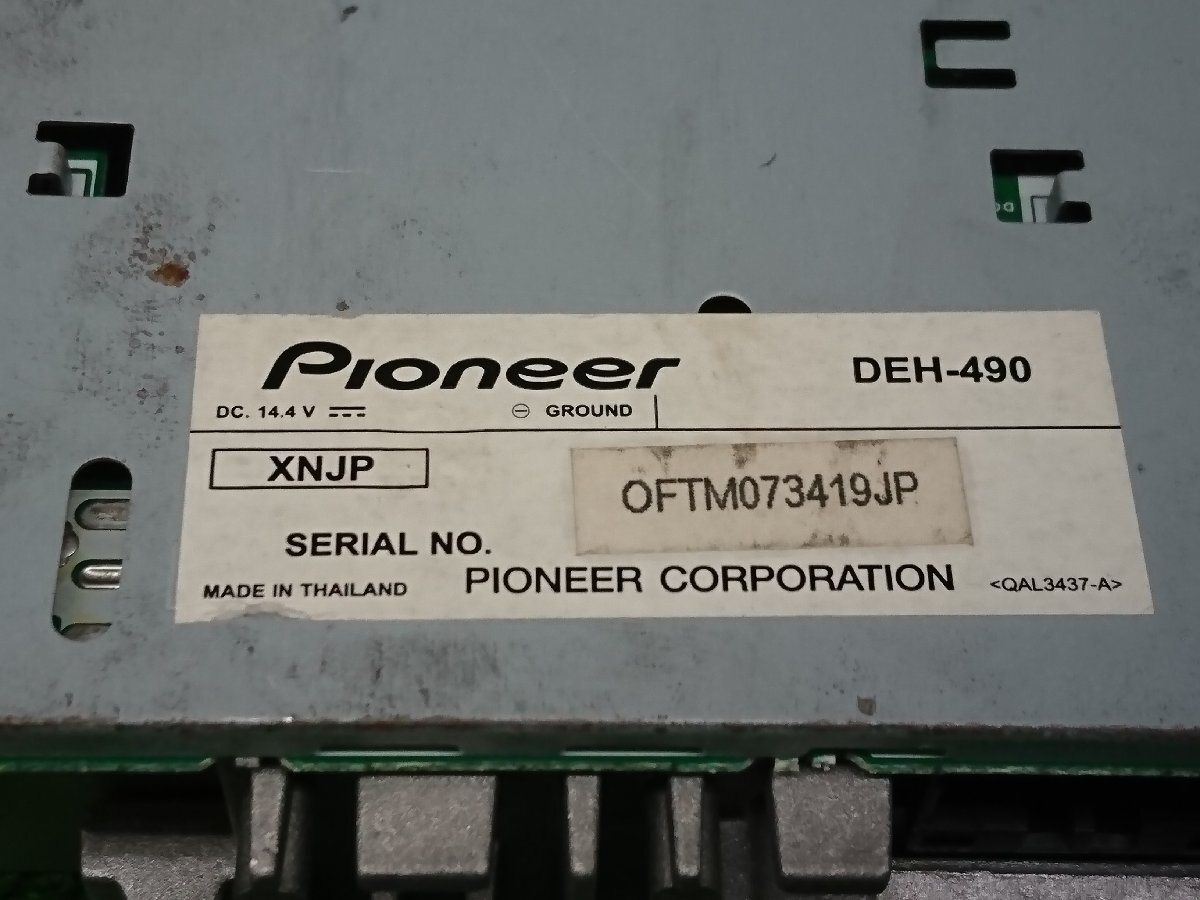 Pioneer DEH-490
DC. 14.4 V ⎓ ⊖ GROUND
XNJP
OFTM073419JP
SERIAL NO.
MADE IN THAILAND PIONEER CORPORATION <QAL3437-A>